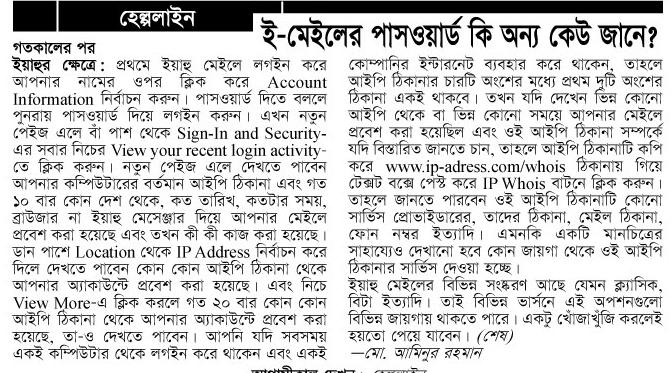 হেল্পলাইন
ই-মেইলের পাসওয়ার্ড কি অন্য কেউ জানে?
গতকালের পর
ইয়াহুর ক্ষেত্রে: প্রথমে ইয়াহু মেইলে লগইন করে
আপনার নামের ওপর ক্লিক করে Account
Information নির্বাচন করুন। পাসওয়ার্ড দিতে বললে
পুনরায় পাসওয়ার্ড দিয়ে লগইন করুন। এখন নতুন
পেইজ এলে বাঁ পাশ থেকে Sign-In and Security-
এর সবার নিচের View your recent login activity-
তে ক্লিক করুন। নতুন পেইজ এলে দেখতে পাবেন
আপনার কম্পিউটারের বর্তমান আইপি ঠিকানা এবং গত
১০ বার কোন দেশ থেকে, কত তারিখ, কতটার সময়,
ব্রাউজার না ইয়াহু মেসেঞ্জার দিয়ে আপনার মেইলে
প্রবেশ করা হয়েছে এবং তখন কী কী কাজ করা হয়েছে।
ডান পাশে Location থেকে IP Address নির্বাচন করে
দিলে দেখতে পাবেন কোন কোন আইপি ঠিকানা থেকে
আপনার অ্যাকাউন্টে প্রবেশ করা হয়েছে। এবং নিচে
View More-এ ক্লিক করলে গত ২০ বার কোন কোন
আইপি ঠিকানা থেকে আপনার অ্যাকাউন্টে প্রবেশ করা
হয়েছে, তা-ও দেখতে পাবেন। আপনি যদি সবসময়
একই কম্পিউটার থেকে লগইন করে থাকেন এবং একই
কোম্পানির ইন্টারনেট ব্যবহার করে থাকেন, তাহলে
আইপি ঠিকানার চারটি অংশের মধ্যে প্রথম দুটি অংশের
ঠিকানা একই থাকবে। তখন যদি দেখেন ভিন্ন কোনো
আইপি থেকে বা ভিন্ন কোনো সময়ে আপনার মেইলে
প্রবেশ করা হয়েছিল এবং ওই আইপি ঠিকানা সম্পর্কে
যদি বিস্তারিত জানতে চান, তাহলে আইপি ঠিকানাটি কপি
করে www.ip-adress.com/whois ঠিকানায় গিয়ে
টেক্সট বক্সে পেস্ট করে IP Whois বাটনে ক্লিক করুন।
তাহলে জানতে পারবেন ওই আইপি ঠিকানাটি কোনো
সার্ভিস প্রোভাইডারের, তাদের ঠিকানা, মেইল ঠিকানা,
ফোন নম্বর ইত্যাদি। এমনকি একটি মানচিত্রের
সাহায্যেও দেখানো হবে কোন জায়গা থেকে ওই আইপি
ঠিকানার সার্ভিস দেওয়া হচ্ছে।
ইয়াহু মেইলের বিভিন্ন সংস্করণ আছে যেমন ক্ল্যাসিক,
বিটা ইত্যাদি। তাই বিভিন্ন ভার্সনে এই অপশনগুলো
বিভিন্ন জায়গায় থাকতে পারে। একটু খোঁজাখুঁজি করলেই
হয়তো পেয়ে যাবেন। (শেষ)
—মো. আমিনুর রহমান